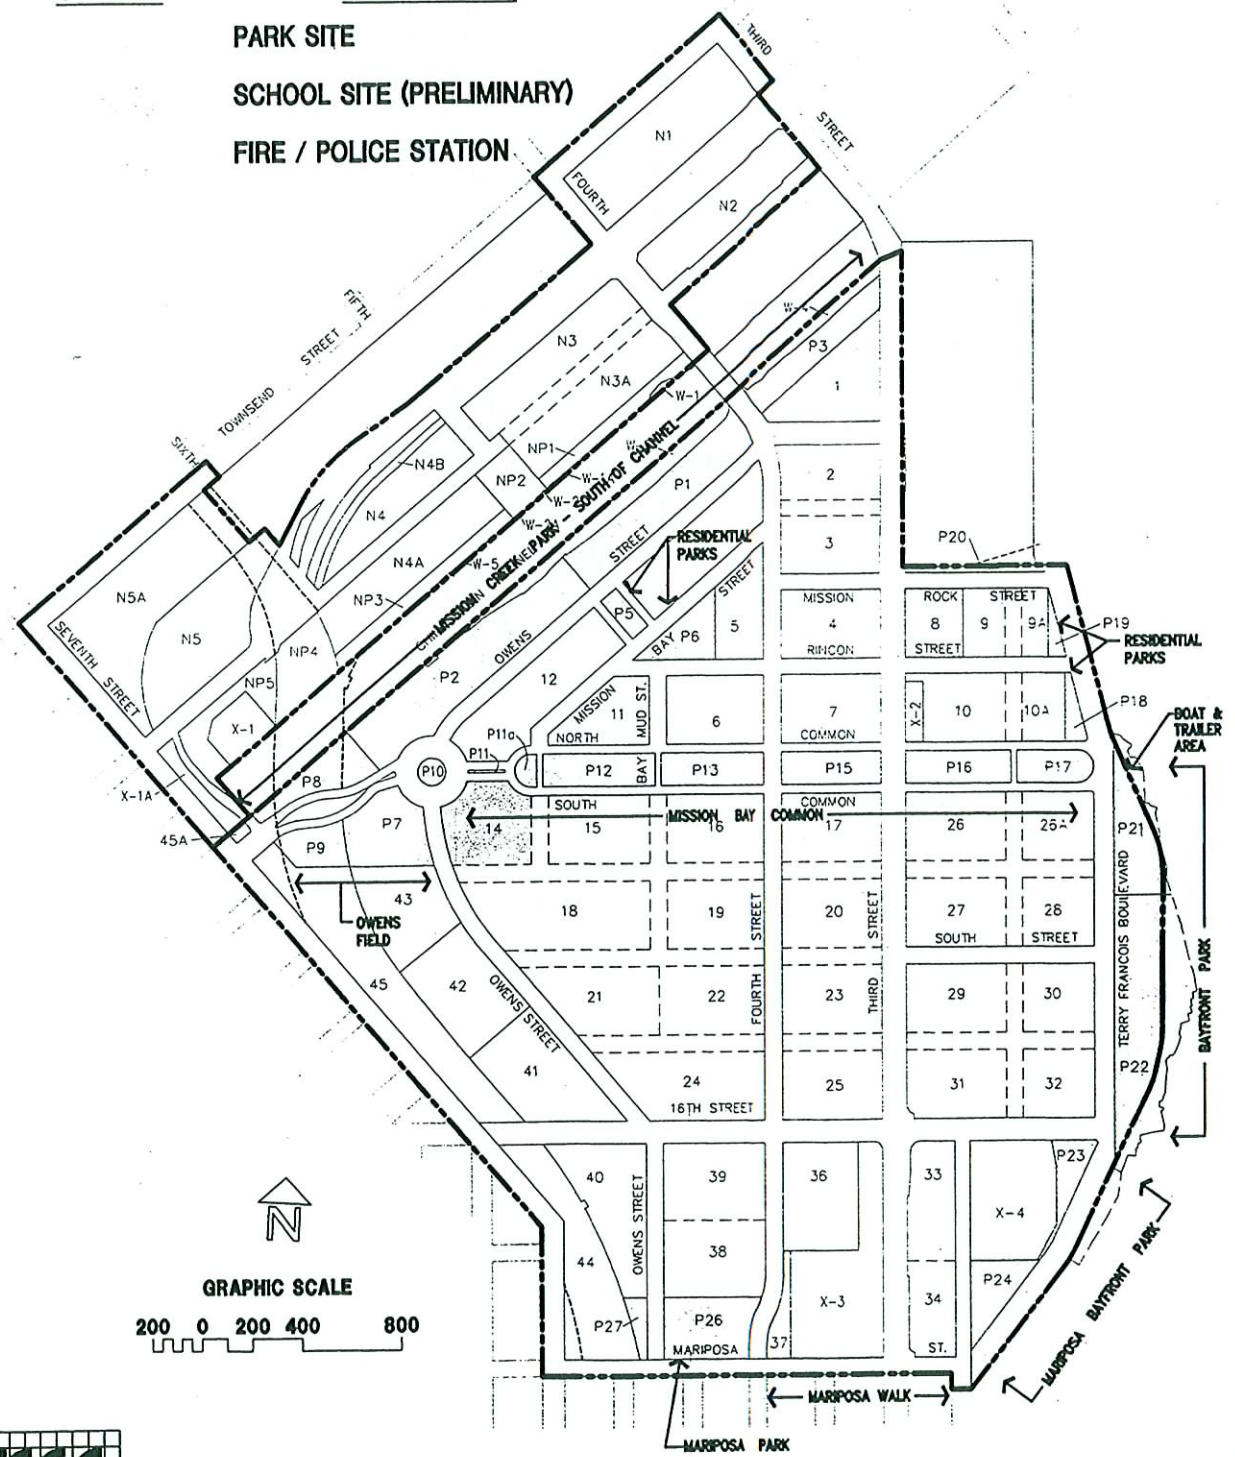 PARK SITE
SCHOOL SITE (PRELIMINARY)
FIRE / POLICE STATION
THIRD
STREET
N1
FOURTH
N2
FIFTH
STREET
TOWNSEND
SIXTH
N3
N3A
P3
1
W-1
N4B
NP1
NP2
N4
N4A
W-5
P1
2
3
P20
MISSION CREEK PARK - SOUTH OF CHANNEL
STREET
RESIDENTIAL
PARKS
N5A
N5
NP3
NP4
NP5
SEVENTH
STREET
X-1
X-1A
P2
OWENS
P5
BAY
STREET
P6
5
MISSION
4
RINCON
ROCK
STREET
8
9
9A
STREET
P19
RESIDENTIAL
PARKS
12
MISSION
11
NORTH
MUD ST.
6
7
COMMON
X-2
10
10A
P18
BOAT &
TRAILER
AREA
P11a
P11
P10
P12
BAY
P13
P15
P16
P17
P8
P7
P9
45A
14
SOUTH
15
MISSION BAY COMMON
16
COMMON
17
26
26A
P21
OWENS
FIELD
43
18
19
STREET
20
STREET
27
28
SOUTH
STREET
45
42
OWENS STREET
21
22
FOURTH
23
THIRD
29
30
TERRY FRANCOIS BOULEVARD
BAYFRONT PARK
41
24
16TH STREET
25
31
32
P22
40
OWENS STREET
39
36
33
P23
X-4
38
44
P27
P26
MARIPOSA
37
X-3
34
ST.
P24
MARIPOSA BAYFRONT PARK
MARIPOSA WALK
MARIPOSA PARK
N
GRAPHIC SCALE
200 0 200 400 800